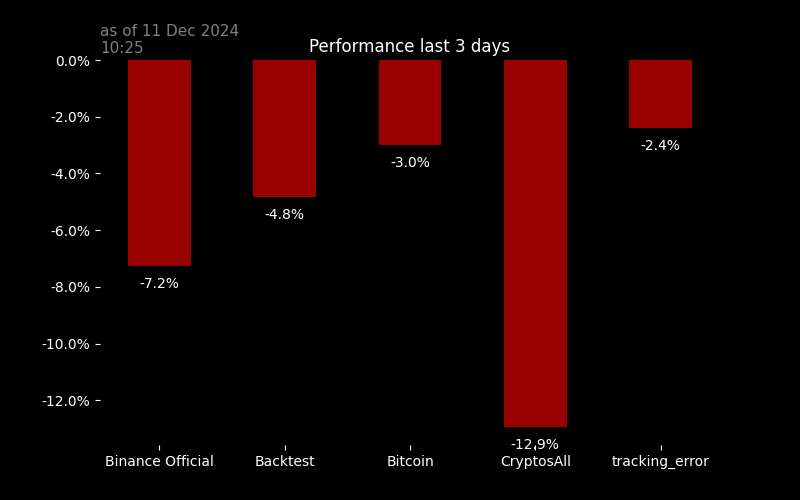 as of 11 Dec 2024
10:25
Performance last 3 days
0.0%
-2.0%
-4.0%
-6.0%
-8.0%
-10.0%
-12.0%
-7.2%
-4.8%
-3.0%
-12.9%
-2.4%
Binance Official
Backtest
Bitcoin
CryptosAll
tracking_error